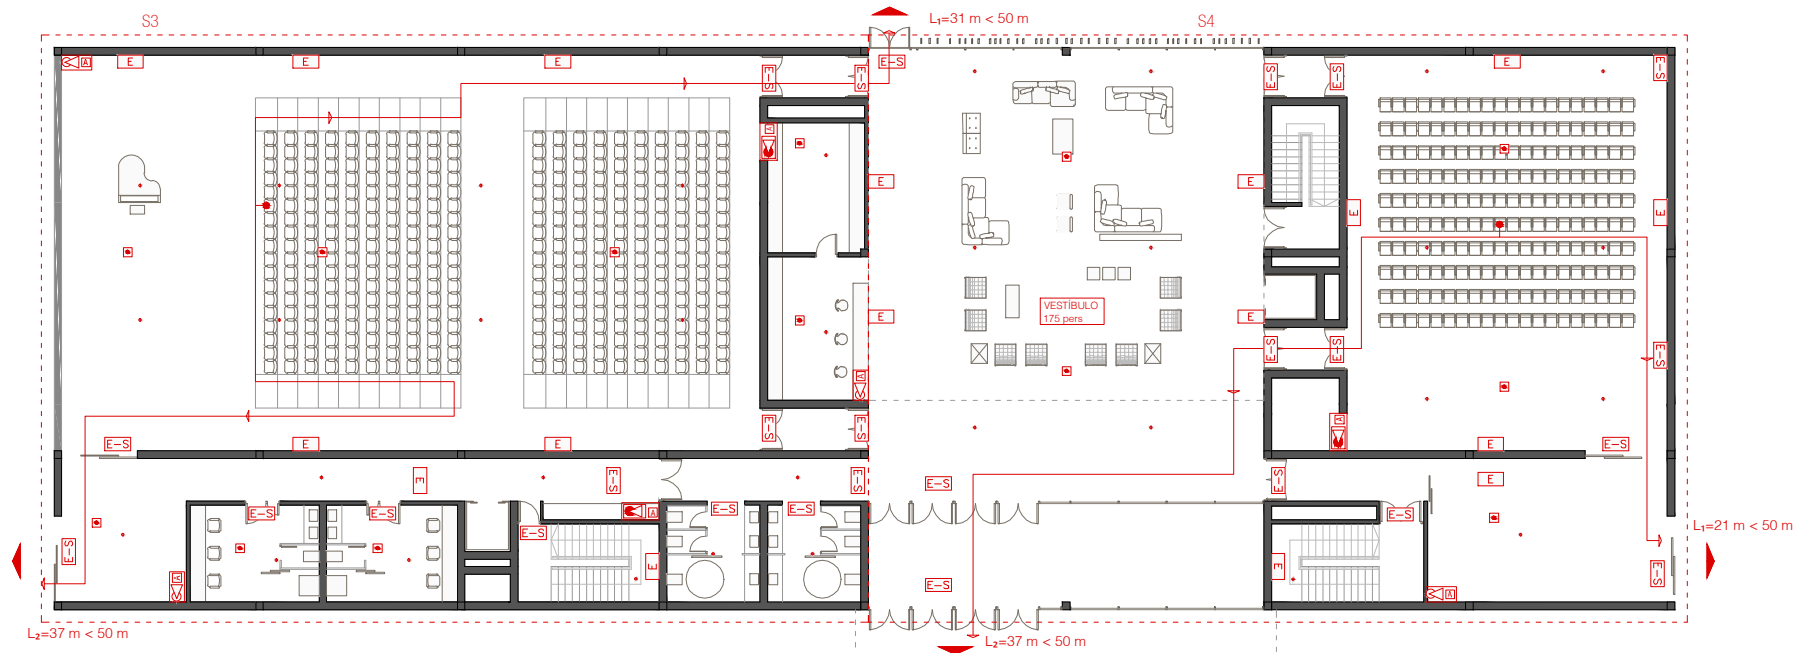 S3
L₁=31 m < 50 m
S4
A
E
E
E
E-S
E-S
E-S
E-S
E-S
E
E-S
A
E
E
E
E
VESTÍBULO
175 pers
E
E
E-S
E-S
E-S
A
E-S
E-S
A
E-S
E
E
E
E-S
E
E-S
E-S
E-S
E-S
E
E-S
E-S
E-S
E-S
A
E-S
E-S
L₁=21 m < 50 m
E-S
E-S
E
E
E-S
A
E-S
A
L₂=37 m < 50 m
L₂=37 m < 50 m